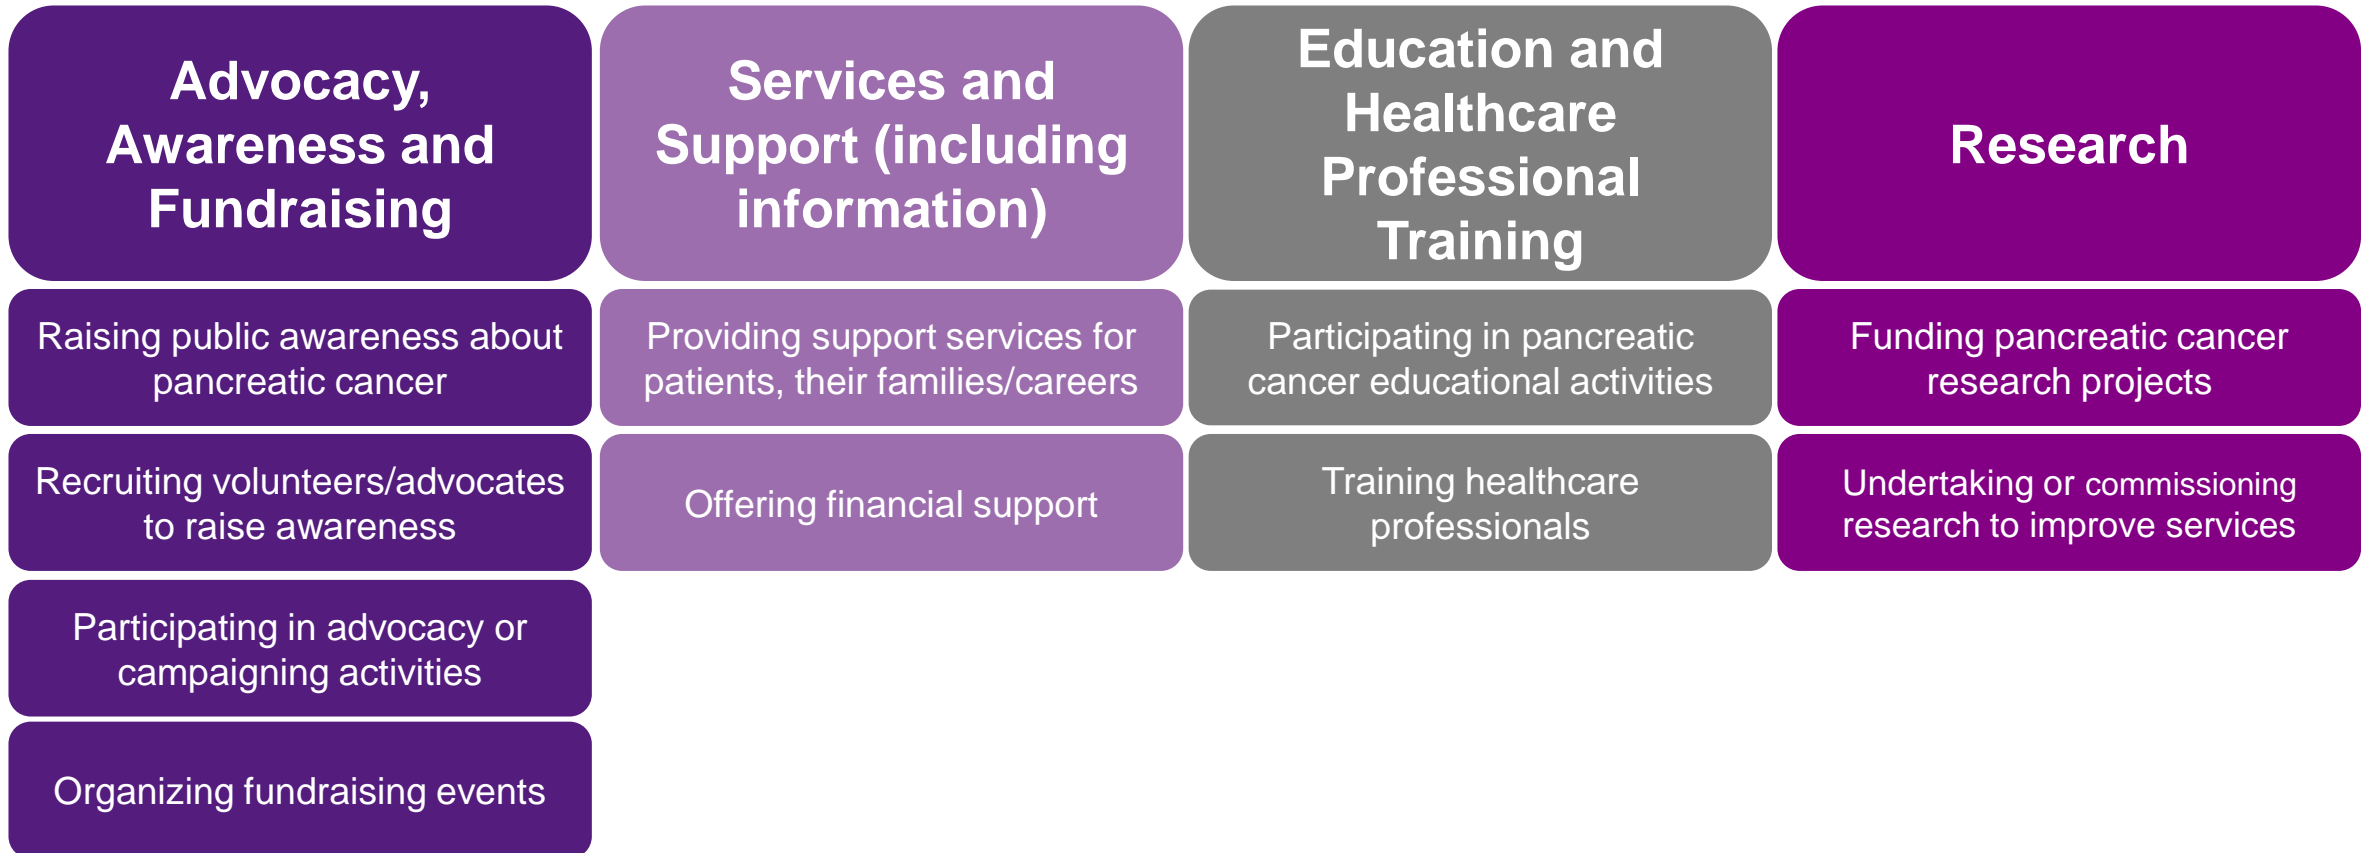 Advocacy,
Awareness and
Fundraising
Raising public awareness about
pancreatic cancer
Recruiting volunteers/advocates
to raise awareness
Participating in advocacy or
campaigning activities
Organizing fundraising events
Services and
Support (including
information)
Providing support services for
patients, their families/careers
Offering financial support
Education and
Healthcare
Professional
Training
Participating in pancreatic
cancer educational activities
Training healthcare
professionals
Research
Funding pancreatic cancer
research projects
Undertaking or commissioning
research to improve services